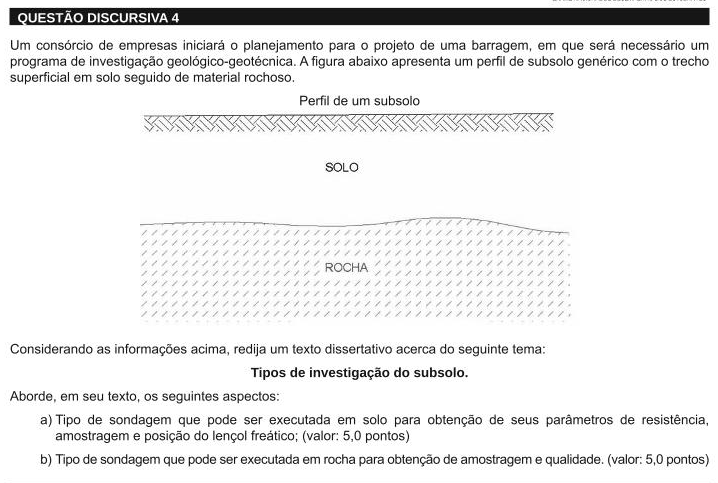 QUESTÃO DISCURSIVA 4
Um consórcio de empresas iniciará o planejamento para o projeto de uma barragem, em que será necessário um
programa de investigação geológico-geotécnica. A figura abaixo apresenta um perfil de subsolo genérico com o trecho
superficial em solo seguido de material rochoso.
Perfil de um subsolo
SOLO
ROCHA
Considerando as informações acima, redija um texto dissertativo acerca do seguinte tema:
Tipos de investigação do subsolo.
Aborde, em seu texto, os seguintes aspectos:
a) Tipo de sondagem que pode ser executada em solo para obtenção de seus parâmetros de resistência,
amostragem e posição do lençol freático; (valor: 5,0 pontos)
b) Tipo de sondagem que pode ser executada em rocha para obtenção de amostragem e qualidade. (valor: 5,0 pontos)